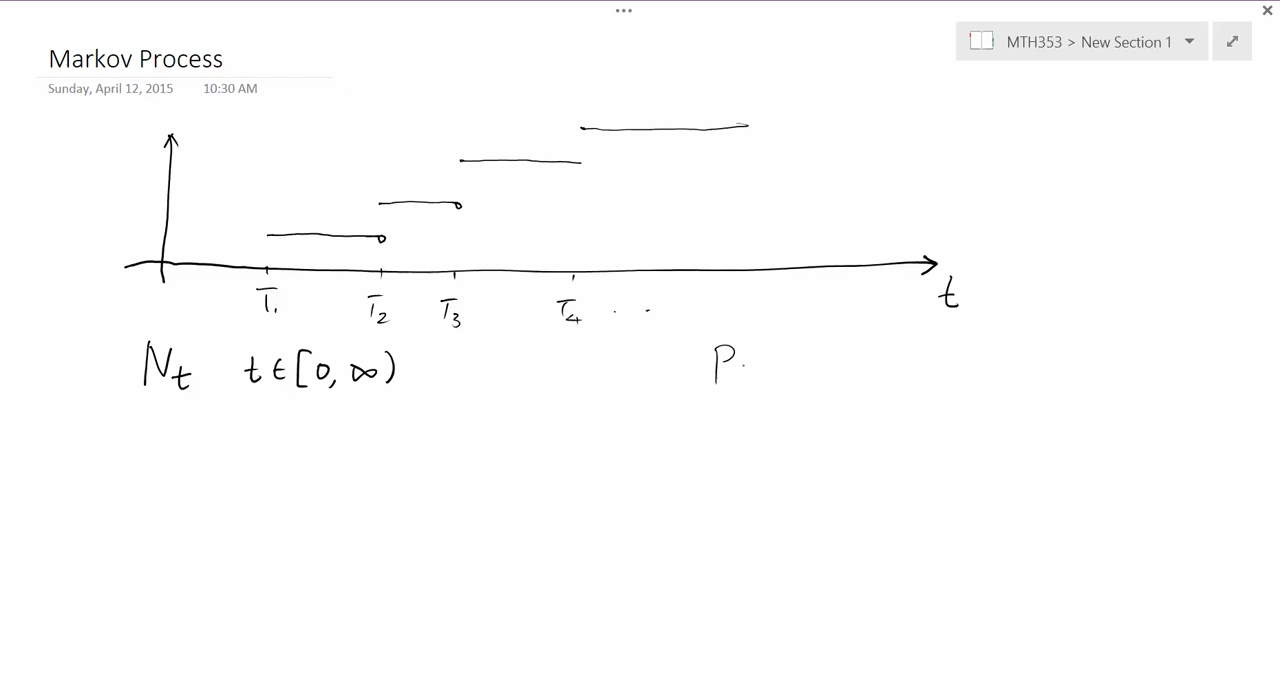 Markov Process
MTH353 > New Section 1
Sunday, April 12, 2015 10:30 AM
T₁ T₂ T₃ T₄ . . t
Nₜ t ∈ [0, ∞) P.